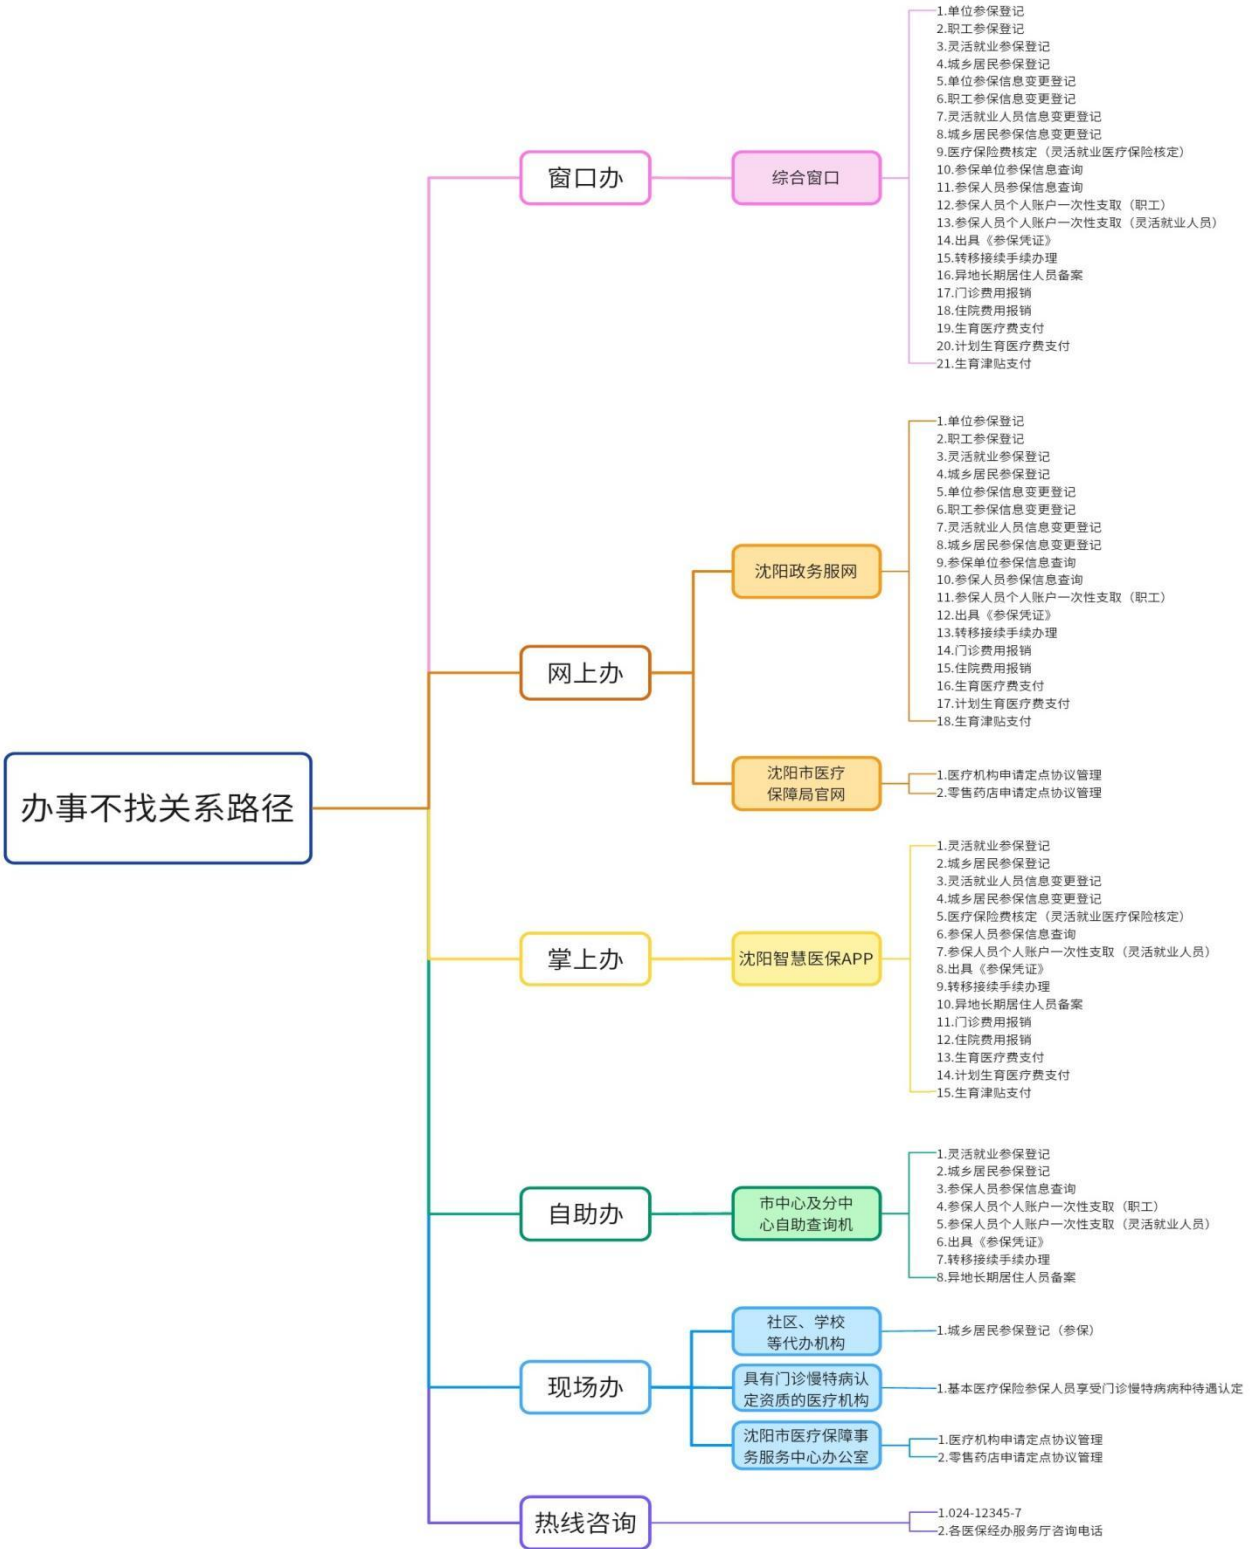 办事不找关系路径
窗口办
综合窗口
1.单位参保登记
2.职工参保登记
3.灵活就业参保登记
4.城乡居民参保登记
5.单位参保信息变更登记
6.职工参保信息变更登记
7.灵活就业人员信息变更登记
8.城乡居民参保信息变更登记
9.医疗保险费核定（灵活就业医疗保险核定）
10.参保单位参保信息查询
11.参保人员参保信息查询
12.参保人员个人账户一次性支取（职工）
13.参保人员个人账户一次性支取（灵活就业人员）
14.出具《参保凭证》
15.转移接续手续办理
16.异地长期居住人员备案
17.门诊费用报销
18.住院费用报销
19.生育医疗费支付
20.计划生育医疗费支付
21.生育津贴支付
网上办
沈阳政务服网
1.单位参保登记
2.职工参保登记
3.灵活就业参保登记
4.城乡居民参保登记
5.单位参保信息变更登记
6.职工参保信息变更登记
7.灵活就业人员信息变更登记
8.城乡居民参保信息变更登记
9.参保单位参保信息查询
10.参保人员参保信息查询
11.参保人员个人账户一次性支取（职工）
12.出具《参保凭证》
13.转移接续手续办理
14.门诊费用报销
15.住院费用报销
16.生育医疗费支付
17.计划生育医疗费支付
18.生育津贴支付
沈阳市医疗
保障局官网
1.医疗机构申请定点协议管理
2.零售药店申请定点协议管理
掌上办
沈阳智慧医保APP
1.灵活就业参保登记
2.城乡居民参保登记
3.灵活就业人员信息变更登记
4.城乡居民参保信息变更登记
5.医疗保险费核定（灵活就业医疗保险核定）
6.参保人员参保信息查询
7.参保人员个人账户一次性支取（灵活就业人员）
8.出具《参保凭证》
9.转移接续手续办理
10.异地长期居住人员备案
11.门诊费用报销
12.住院费用报销
13.生育医疗费支付
14.计划生育医疗费支付
15.生育津贴支付
自助办
市中心及分中
心自助查询机
1.灵活就业参保登记
2.城乡居民参保登记
3.参保人员参保信息查询
4.参保人员个人账户一次性支取（职工）
5.参保人员个人账户一次性支取（灵活就业人员）
6.出具《参保凭证》
7.转移接续手续办理
8.异地长期居住人员备案
现场办
社区、学校
等代办机构
1.城乡居民参保登记（参保）
具有门诊慢特病认
定资质的医疗机构
1.基本医疗保险参保人员享受门诊慢特病病种待遇认定
沈阳市医疗保障事
务服务中心办公室
1.医疗机构申请定点协议管理
2.零售药店申请定点协议管理
热线咨询
1.024-12345-7
2.各医保经办服务厅咨询电话